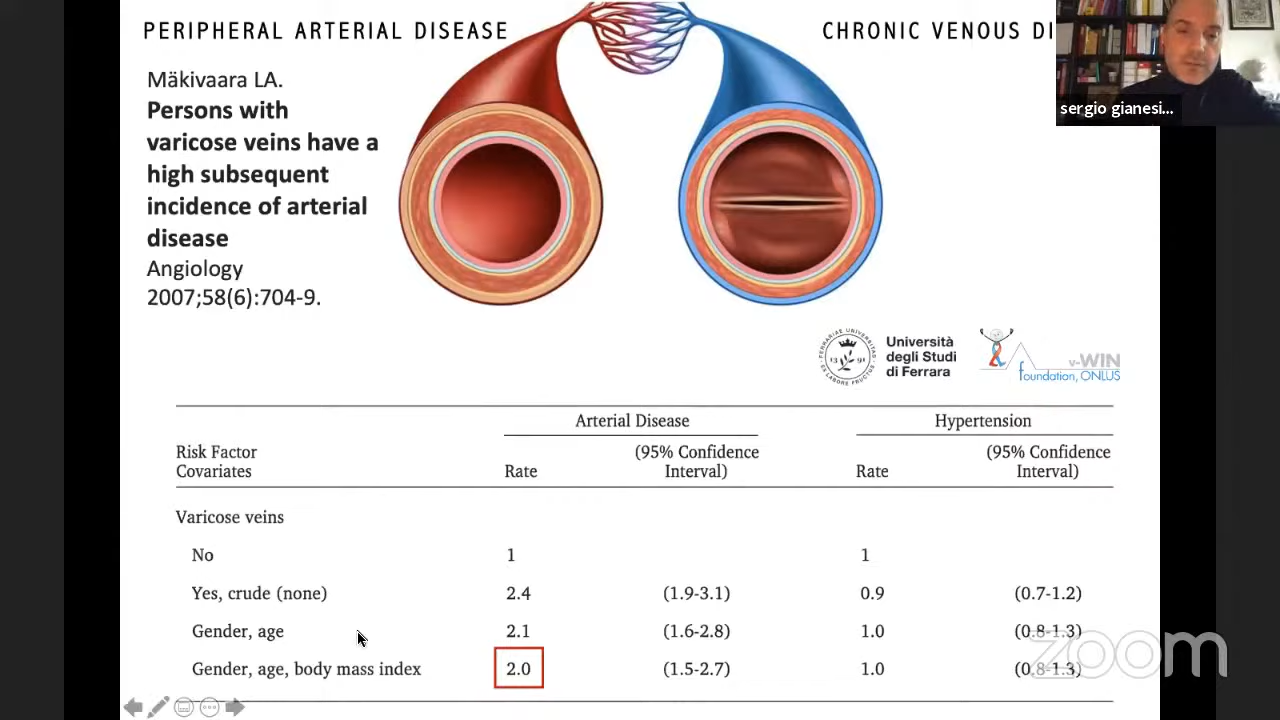 PERIPHERAL ARTERIAL DISEASE
CHRONIC VENOUS DI
sergio gianesi...
Mäkivaara LA.
Persons with
varicose veins have a
high subsequent
incidence of arterial
disease
Angiology
2007;58(6):704-9.
Università
degli Studi
di Ferrara
v-WIN
foundation, ONLUS
Arterial Disease Hypertension
Risk Factor (95% Confidence (95% Confidence
Covariates Rate Interval) Rate Interval)
Varicose veins
No 1 1
Yes, crude (none) 2.4 (1.9-3.1) 0.9 (0.7-1.2)
Gender, age 2.1 (1.6-2.8) 1.0 (0.8-1.3)
Gender, age, body mass index 2.0 (1.5-2.7) 1.0 (0.8-1.3)
zoom